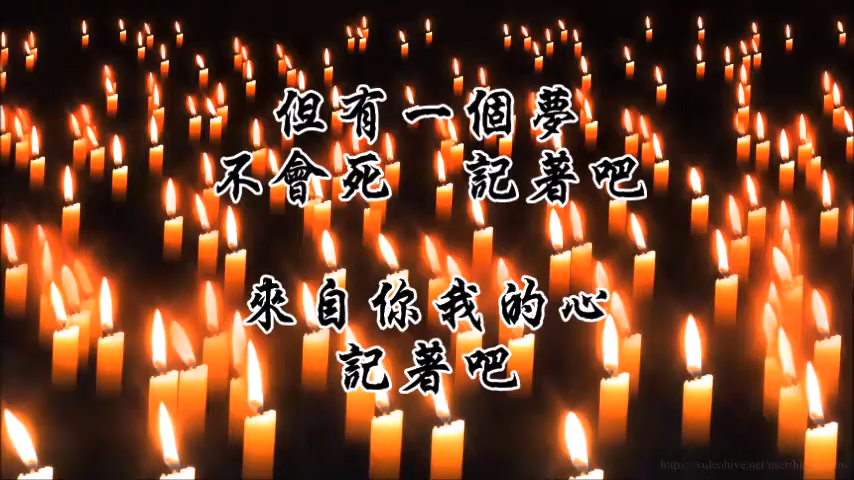 但有一個夢
不會死 記著吧
來自你我的心
記著吧